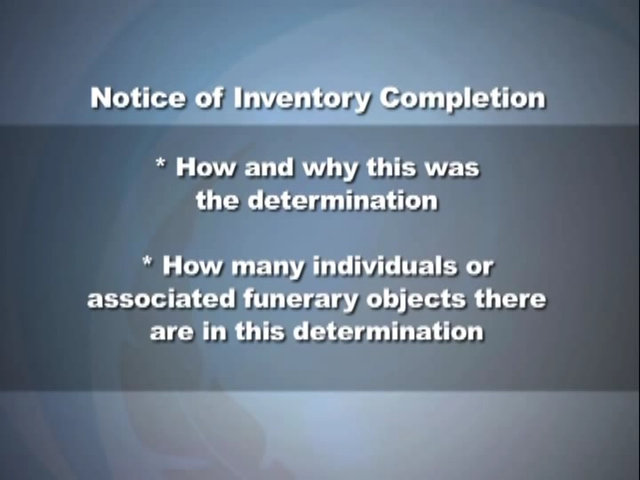 Notice of Inventory Completion
* How and why this was
the determination
* How many individuals or
associated funerary objects there
are in this determination